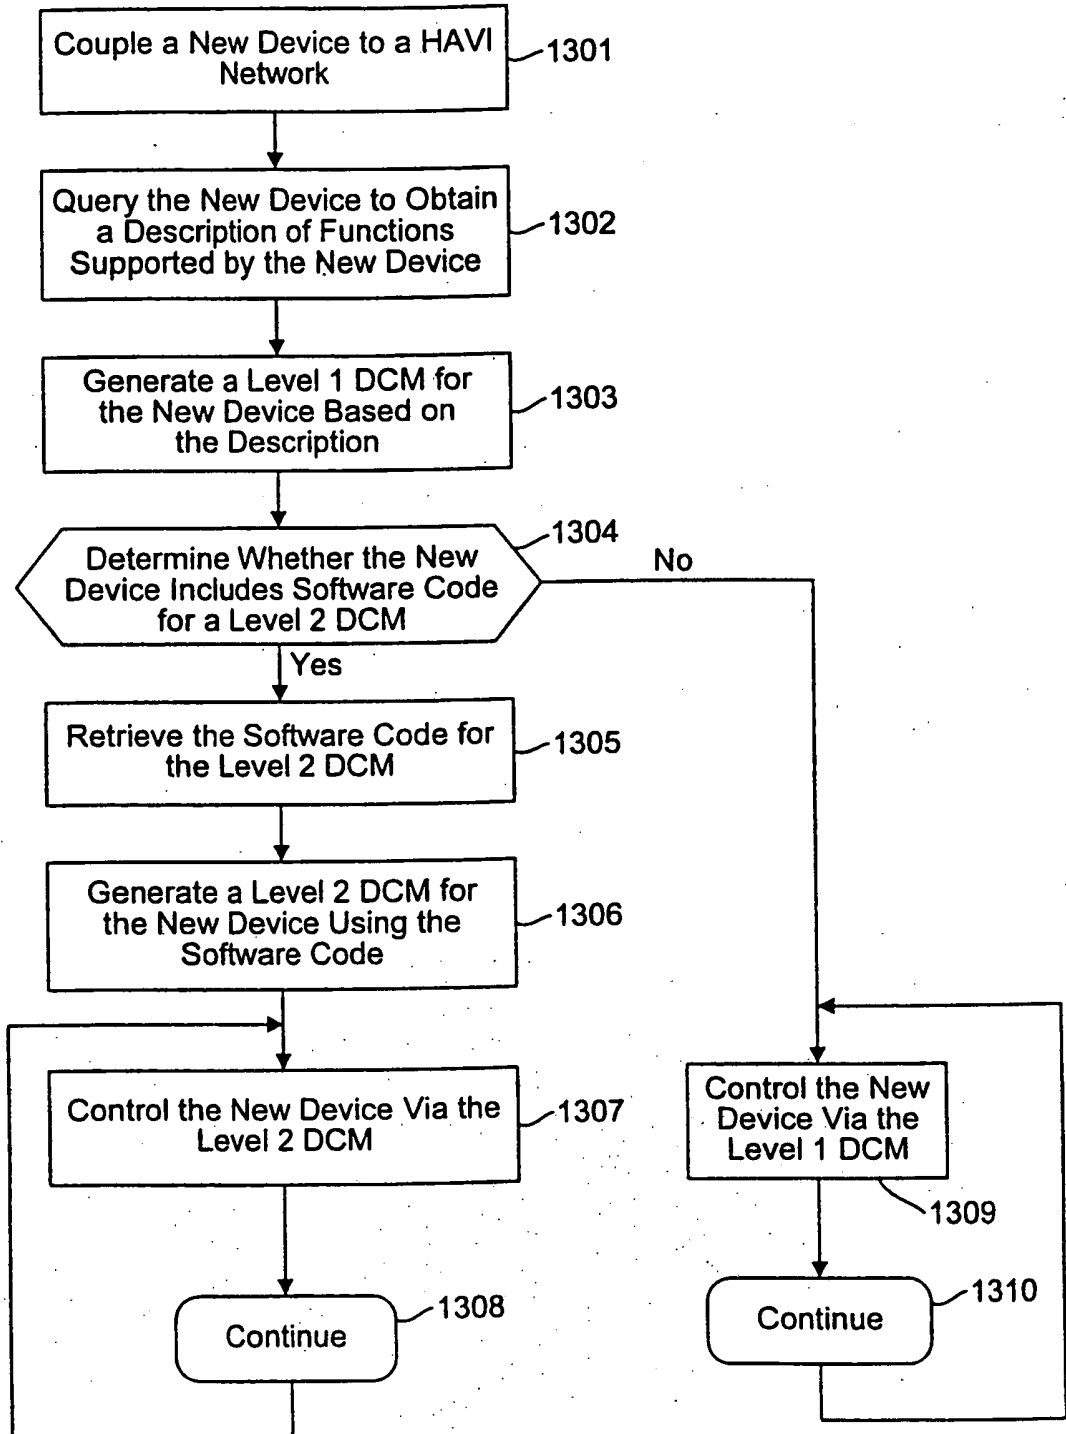 Couple a New Device to a HAVI
Network
1301
Query the New Device to Obtain
a Description of Functions
Supported by the New Device
1302
Generate a Level 1 DCM for
the New Device Based on
the Description
1303
Determine Whether the New
Device Includes Software Code
for a Level 2 DCM
1304
No
Yes
Retrieve the Software Code for
the Level 2 DCM
1305
Generate a Level 2 DCM for
the New Device Using the
Software Code
1306
Control the New Device Via the
Level 2 DCM
1307
Control the New
Device Via the
Level 1 DCM
1309
Continue
1308
Continue
1310